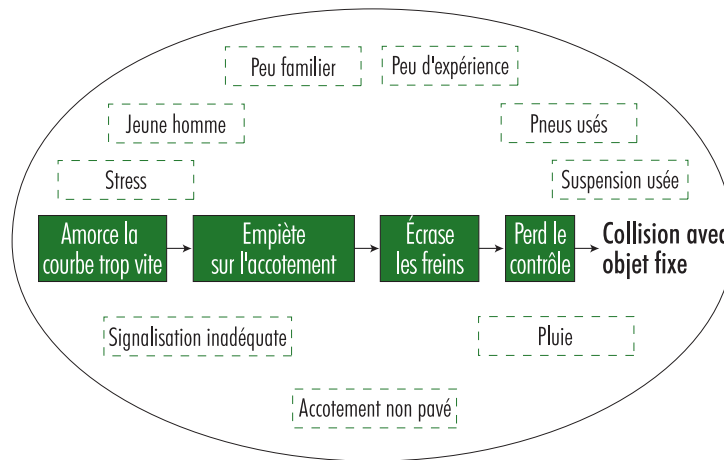 Peu familier
Peu d'expérience
Jeune homme
Pneus usés
Stress
Suspension usée
Amorce la
courbe trop vite
Empiète
sur l'accotement
Écrase
les freins
Perd le
contrôle
Collision avec
objet fixe
Signalisation inadéquate
Pluie
Accotement non pavé